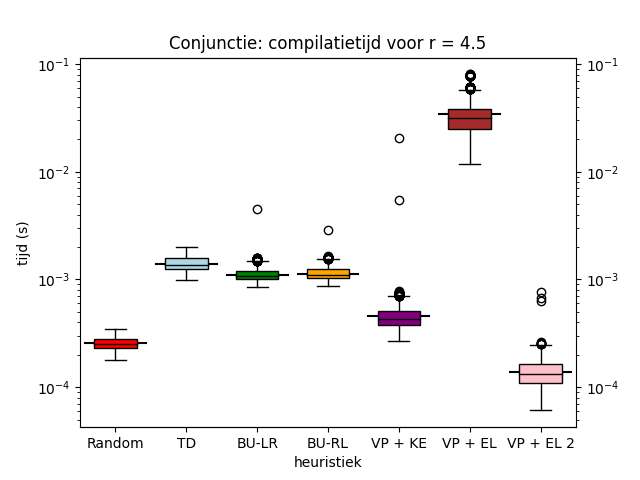 Conjunctie: compilatietijd voor r = 4.5
10⁻¹ 10⁻¹
10⁻² 10⁻²
tijd (s)
10⁻³ 10⁻³
10⁻⁴ 10⁻⁴
Random TD BU-LR BU-RL VP + KE VP + EL VP + EL 2
heuristiek